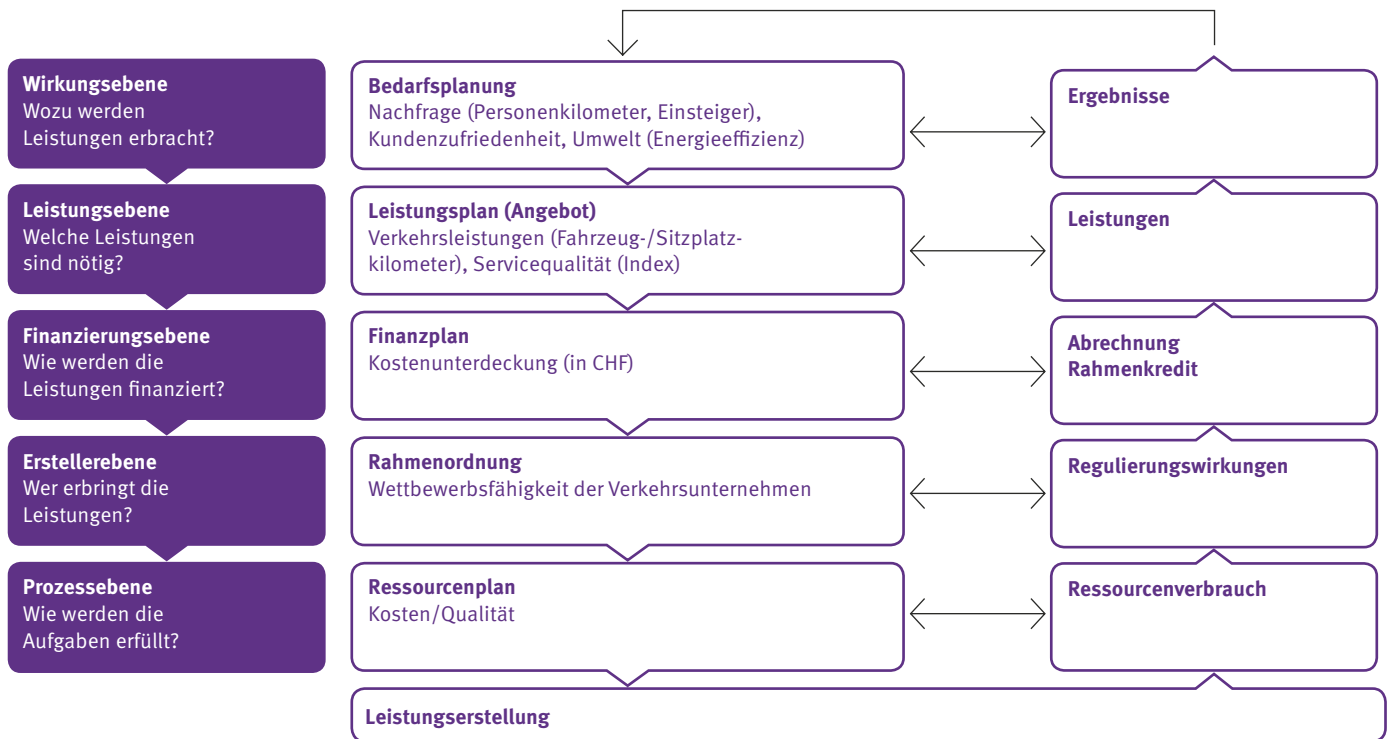 Wirkungsebene
Wozu werden
Leistungen erbracht?
Bedarfsplanung
Nachfrage (Personenkilometer, Einsteiger),
Kundenzufriedenheit, Umwelt (Energieeffizienz)
Ergebnisse
Leistungsebene
Welche Leistungen
sind nötig?
Leistungsplan (Angebot)
Verkehrsleistungen (Fahrzeug-/Sitzplatz-
kilometer), Servicequalität (Index)
Leistungen
Finanzierungsebene
Wie werden die
Leistungen finanziert?
Finanzplan
Kostenunterdeckung (in CHF)
Abrechnung
Rahmenkredit
Erstellerebene
Wer erbringt die
Leistungen?
Rahmenordnung
Wettbewerbsfähigkeit der Verkehrsunternehmen
Regulierungswirkungen
Prozessebene
Wie werden die
Aufgaben erfüllt?
Ressourcenplan
Kosten/Qualität
Ressourcenverbrauch
Leistungserstellung